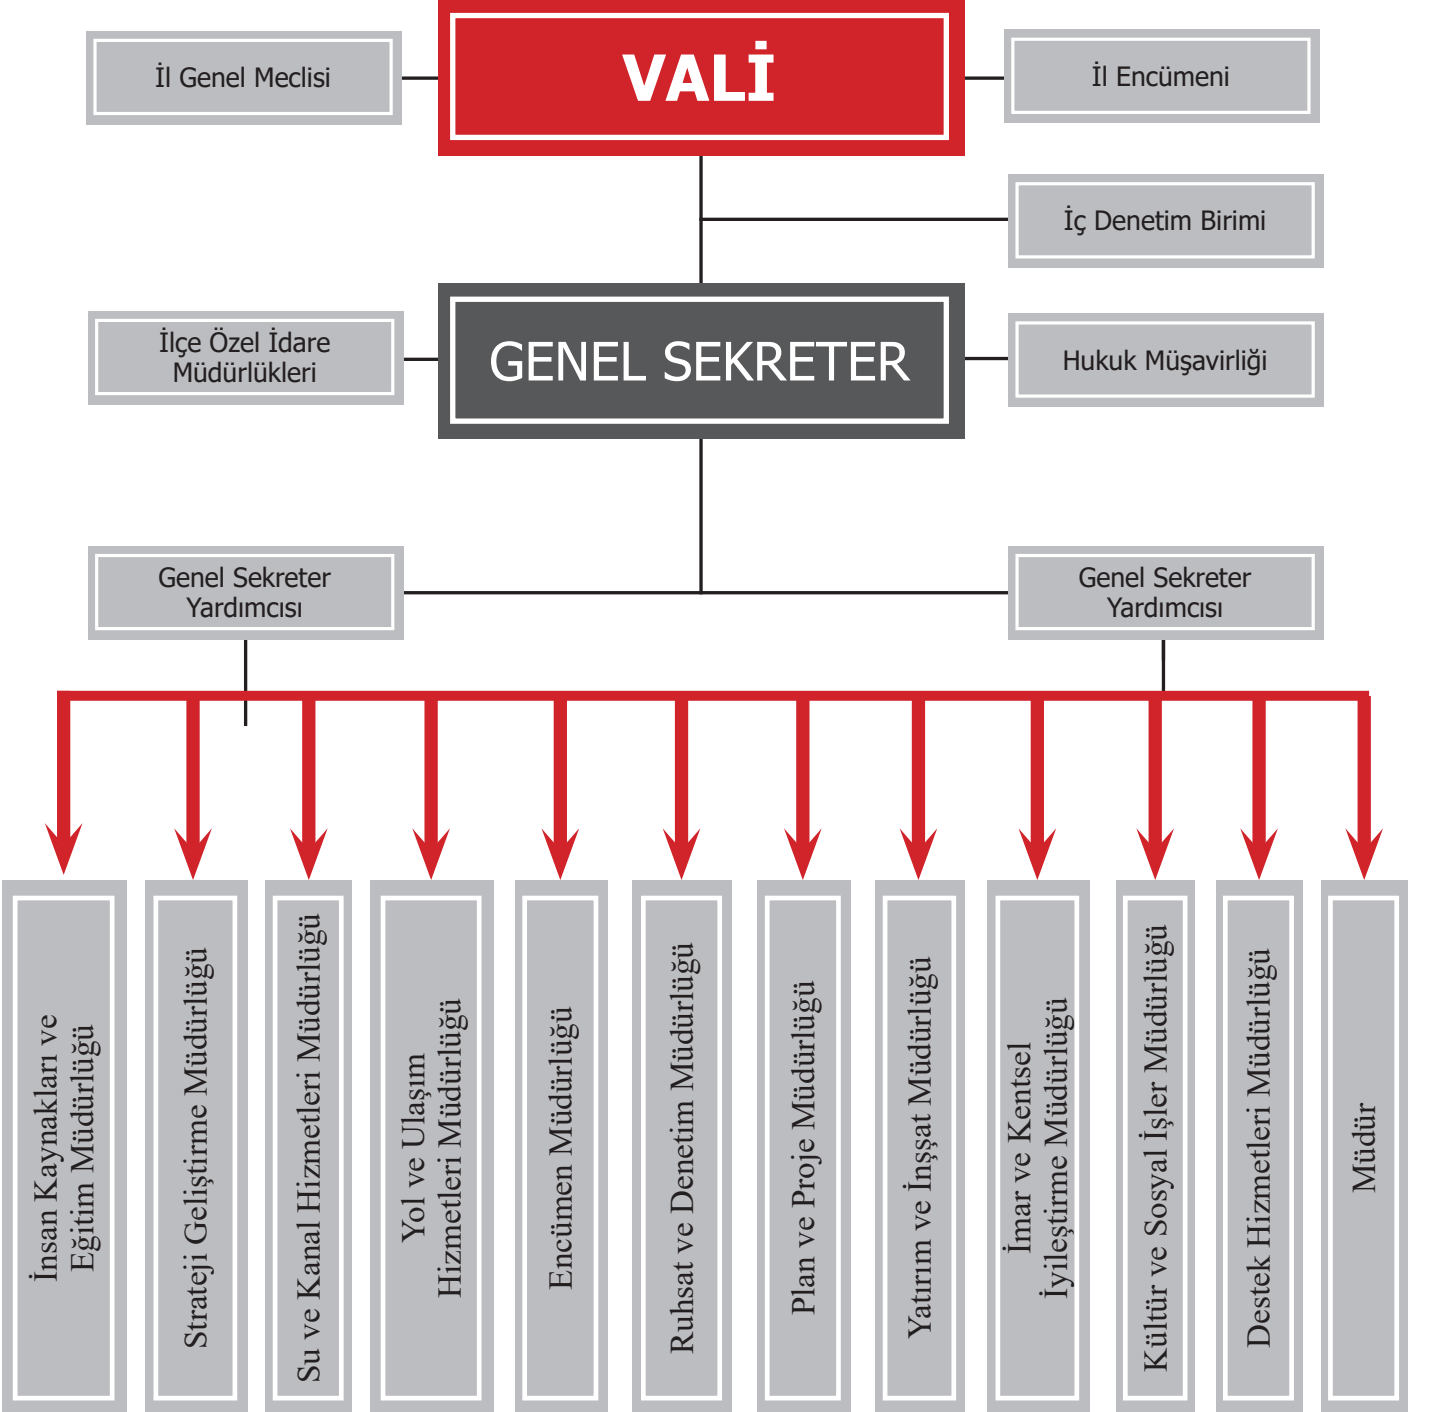 İl Genel Meclisi
VALİ
İl Encümeni
İç Denetim Birimi
İlçe Özel İdare
Müdürlükleri
GENEL SEKRETER
Hukuk Müşavirliği
Genel Sekreter
Yardımcısı
Genel Sekreter
Yardımcısı
İnsan Kaynakları ve
Eğitim Müdürlüğü
Strateji Geliştirme Müdürlüğü
Su ve Kanal Hizmetleri Müdürlüğü
Yol ve Ulaşım
Hizmetleri Müdürlüğü
Encümen Müdürlüğü
Ruhsat ve Denetim Müdürlüğü
Plan ve Proje Müdürlüğü
Yatırım ve İnşşat Müdürlüğü
İmar ve Kentsel
İyileştirme Müdürlüğü
Kültür ve Sosyal İşler Müdürlüğü
Destek Hizmetleri Müdürlüğü
Müdür